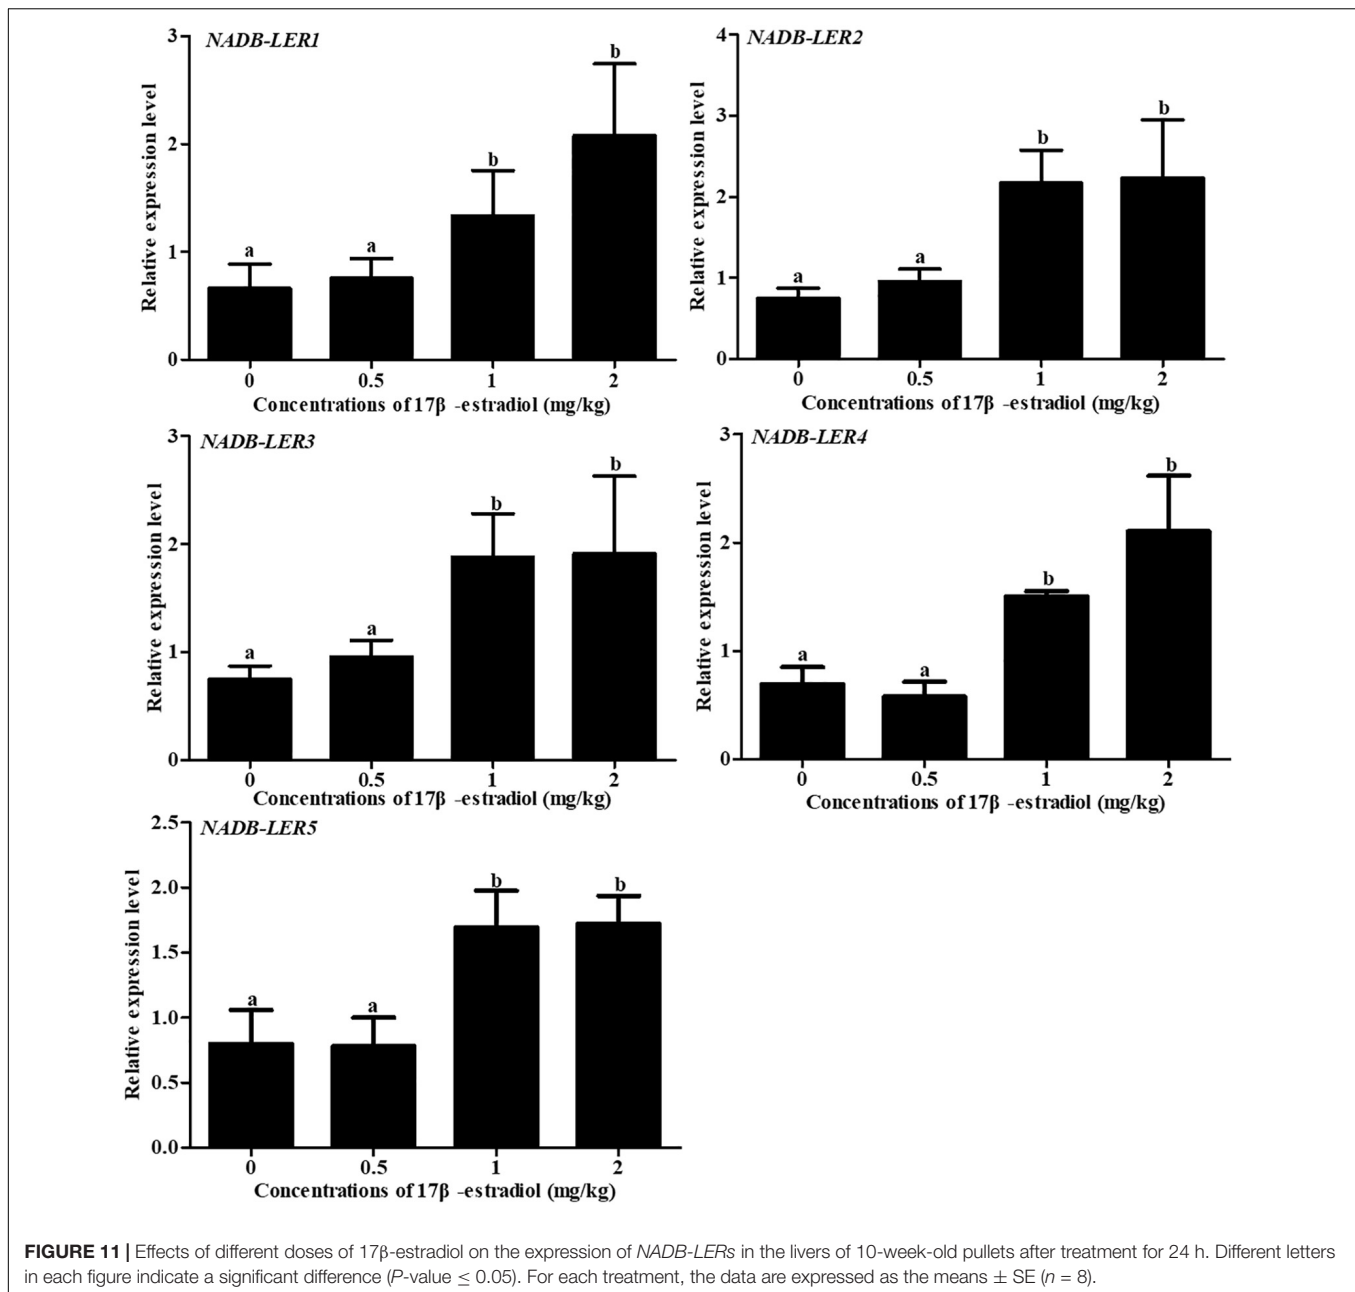 NADB-LER1
3
2
1
0
Relative expression level
a
a
b
b
0 0.5 1 2
Concentrations of 17β -estradiol (mg/kg)
NADB-LER2
4
3
2
1
0
Relative expression level
a
a
b
b
0 0.5 1 2
Concentrations of 17β -estradiol (mg/kg)
NADB-LER3
3
2
1
0
Relative expression level
a
a
b
b
0 0.5 1 2
Concentrations of 17β -estradiol (mg/kg)
NADB-LER4
3
2
1
0
Relative expression level
a
a
b
b
0 0.5 1 2
Concentrations of 17β -estradiol (mg/kg)
NADB-LER5
2.5
2.0
1.5
1.0
0.5
0.0
Relative expression level
a
a
b
b
0 0.5 1 2
Concentrations of 17β -estradiol (mg/kg)
FIGURE 11 | Effects of different doses of 17β-estradiol on the expression of NADB-LERs in the livers of 10-week-old pullets after treatment for 24 h. Different letters
in each figure indicate a significant difference (P-value ≤ 0.05). For each treatment, the data are expressed as the means ± SE (n = 8).